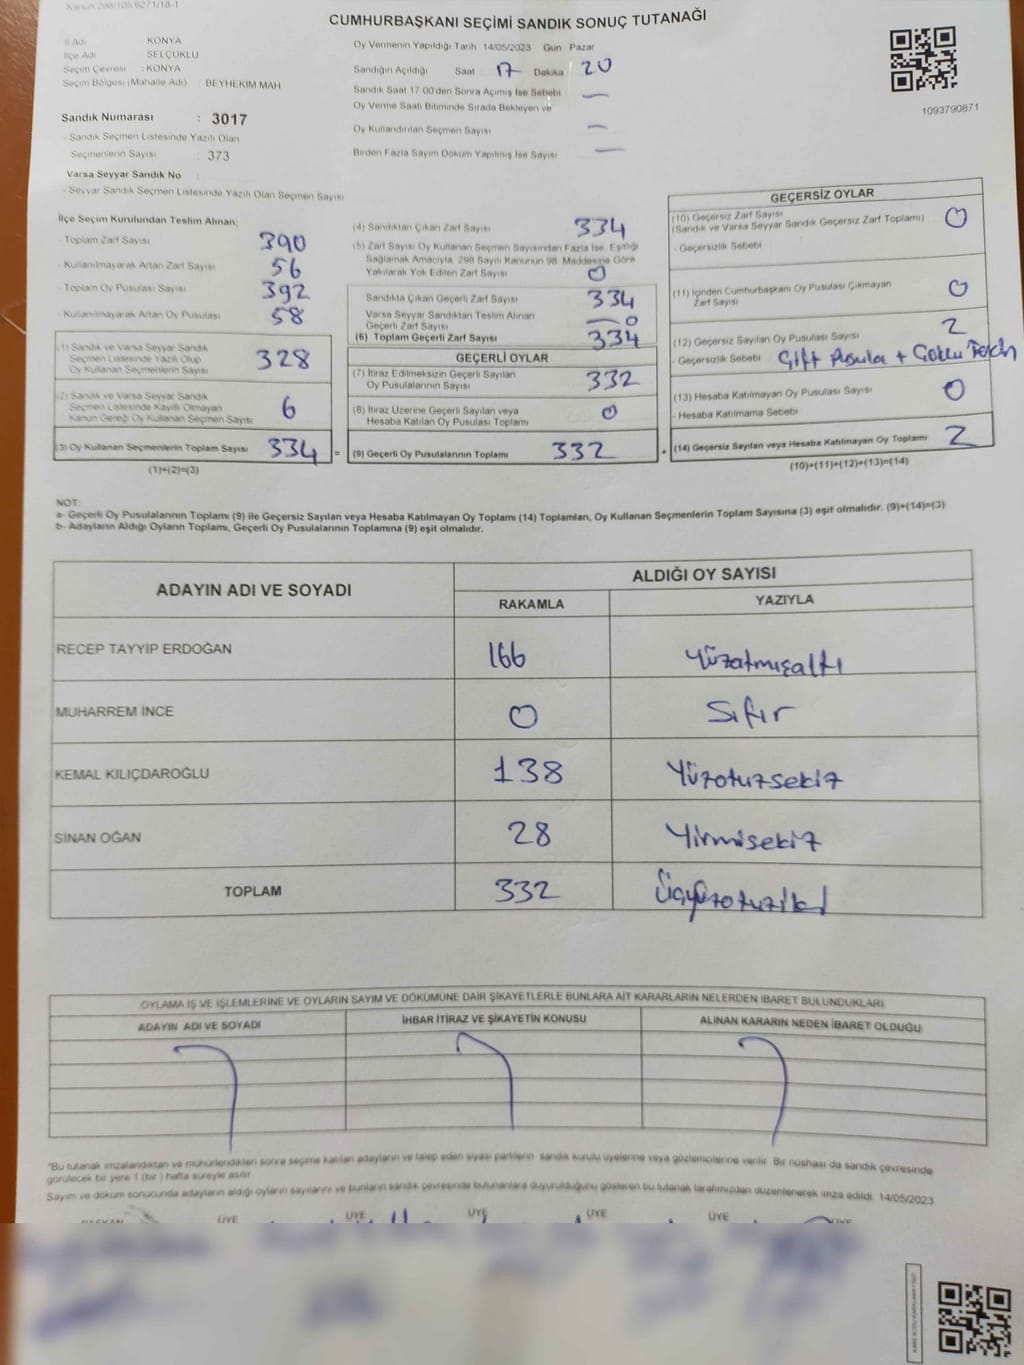 Kanun:298/105.6271/18-1
CUMHURBAŞKANI SEÇİMİ SANDIK SONUÇ TUTANAĞI
İl Adı KONYA
İlçe Adı SELÇUKLU
Seçim Çevresi : KONYA
Seçim Bölgesi (Mahalle Adı) BEYHEKIM MAH
Sandık Numarası : 3017
- Sandık Seçmen Listesinde Yazılı Olan
Seçmenlerin Sayısı : 373
Varsa Seyyar Sandık No
- Seyyar Sandık Seçmen Listesinde Yazılı Olan Seçmen Sayısı
Oy Vermenin Yapıldığı Tarih 14/05/2023 Gün Pazar
Sandığın Açıldığı Saat 17 Dakika 20
Sandık Saat 17:00'den Sonra Açımış İse Sebebi —
Oy Verme Saati Bitiminde Sırada Bekleyen ve
Oy Kullandırılan Seçmen Sayısı —
Birden Fazla Sayım Döküm Yapılmış İse Sayısı —
1093790871
İlçe Seçim Kurulundan Teslim Alınan;
- Toplam Zarf Sayısı 390
- Kullanılmayarak Artan Zarf Sayısı 56
- Toplam Oy Pusulası Sayısı 392
- Kullanılmayarak Artan Oy Pusulası 58
(1) Sandık ve Varsa Seyyar Sandık
Seçmen Listesinde Yazılı Olup
Oy Kullanan Seçmenlerin Sayısı 328
(2) Sandık ve Varsa Seyyar Sandık
Seçmen Listesinde Kayıtlı Olmayan
Kanun Gereği Oy Kullanan Seçmen Sayısı 6
(3) Oy Kullanan Seçmenlerin Toplam Sayısı 334 =
(1)+(2)=(3)
(4) Sandıktan Çıkan Zarf Sayısı 334
(5) Zarf Sayısı Oy Kullanan Seçmen Sayısından Fazla İse, Eşitliği
Sağlamak Amacıyla, 298 Sayılı Kanunun 98. Maddesine Göre
Yakılarak Yok Edilen Zarf Sayısı 0
Sandıkta Çıkan Geçerli Zarf Sayısı 334
Varsa Seyyar Sandıktan Teslim Alınan
Geçerli Zarf Sayısı — 0
(6) Toplam Geçerli Zarf Sayısı 334
GEÇERLİ OYLAR
(7) İtiraz Edilmeksizin Geçerli Sayılan
Oy Pusulalarının Sayısı 332
(8) İtiraz Üzerine Geçerli Sayılan veya
Hesaba Katılan Oy Pusulası Toplamı 0
(9) Geçerli Oy Pusulalarının Toplamı 332 +
GEÇERSİZ OYLAR
(10) Geçersiz Zarf Sayısı
(Sandık ve Varsa Seyyar Sandık Geçersiz Zarf Toplamı) 0
- Geçersizlik Sebebi
(11) İçinden Cumhurbaşkanı Oy Pusulası Çıkmayan
Zarf Sayısı 0
(12) Geçersiz Sayılan Oy Pusulası Sayısı 2
- Geçersizlik Sebebi Çift Pusula +
(13) Hesaba Katılmayan Oy Pusulası Sayısı 0
- Hesaba Katılmama Sebebi
(14) Geçersiz Sayılan veya Hesaba Katılmayan Oy Toplamı 2
(10)+(11)+(12)+(13)=(14)
NOT:
a- Geçerli Oy Pusulalarının Toplamı (9) ile Geçersiz Sayılan veya Hesaba Katılmayan Oy Toplamı (14) Toplamları, Oy Kullanan Seçmenlerin Toplam Sayısına (3) eşit olmalıdır. (9)+(14)=(3)
b- Adayların Aldığı Oyların Toplamı, Geçerli Oy Pusulalarının Toplamına (9) eşit olmalıdır.
ADAYIN ADI VE SOYADI ALDIĞI OY SAYISI
RAKAMLA YAZIYLA
RECEP TAYYİP ERDOĞAN 166 Yüzatmışaltı
MUHARREM İNCE 0 Sıfır
KEMAL KILIÇDAROĞLU 138 Yüzotuzsekiz
SİNAN OĞAN 28 Yirmisekiz
TOPLAM 332 Üçyüzotuziki
OYLAMA İŞ VE İŞLEMLERİNE VE OYLARIN SAYIM VE DÖKÜMÜNE DAİR ŞİKAYETLERLE BUNLARA AİT KARARLARIN NELERDEN İBARET BULUNDUKLARI
ADAYIN ADI VE SOYADI İHBAR İTİRAZ VE ŞİKAYETİN KONUSU ALINAN KARARIN NEDEN İBARET OLDUĞU
"Bu tutanak imzalandıktan ve mühürlendikten sonra seçime katılan adayların ve talep eden siyasi partilerin sandık kurulu üyelerine veya gözlemcilerine verilir. Bir nüshası da sandık çevresinde
görülecek bir yere 1 (bir) hafta süreyle asılır
Sayım ve döküm sonucunda adayların aldığı oyların sayılarını ve bunların sandık çevresinde bulunanlara duyurulduğunu gösteren bu tutanak tarafımızdan düzenlenerek imza edildi. 14/05/2023
BAŞKAN ÜYE ÜYE ÜYE ÜYE ÜYE ÜYE